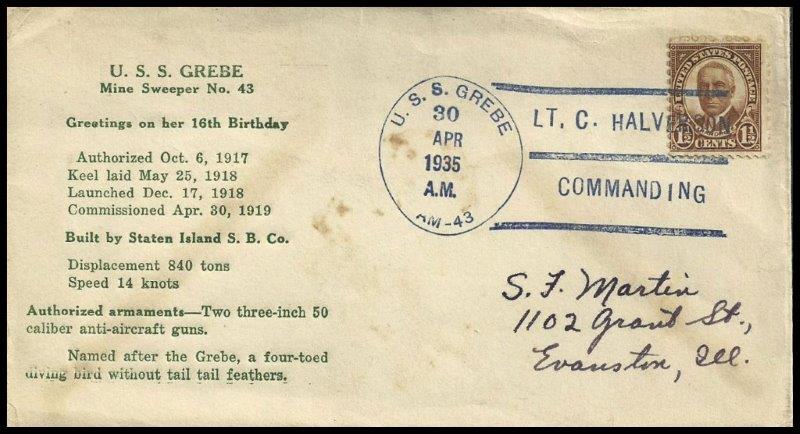 U. S. S. GREBE
Mine Sweeper No. 43
Greetings on her 16th Birthday
Authorized Oct. 6, 1917
Keel laid May 25, 1918
Launched Dec. 17, 1918
Commissioned Apr. 30, 1919
Built by Staten Island S. B. Co.
Displacement 840 tons
Speed 14 knots
Authorized armaments—Two three-inch 50
caliber anti-aircraft guns.
Named after the Grebe, a four-toed
diving bird without tail tail feathers.
U. S. S. GREBE
30
APR
1935
A.M.
AM-43
LT. C. HALVERSON
COMMANDING
UNITED STATES POSTAGE
1½ CENTS 1½
S. F. Martin
1102 Grant St.,
Evanston, Ill.